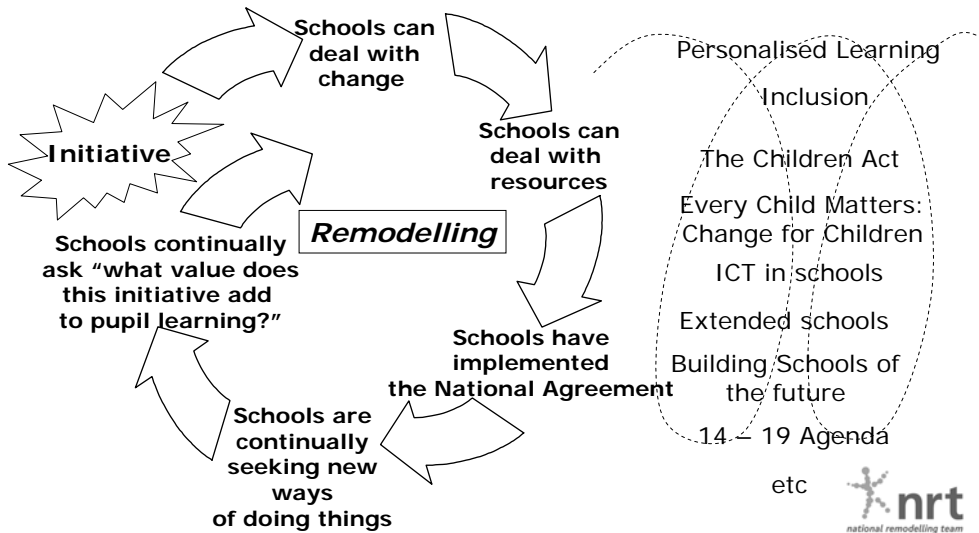 Schools can
deal with
change
Schools can
deal with
resources
Initiative
Remodelling
Schools continually
ask “what value does
this initiative add
to pupil learning?”
Schools have
implemented
the National Agreement
Schools are
continually
seeking new
ways
of doing things
Personalised Learning
Inclusion
The Children Act
Every Child Matters:
Change for Children
ICT in schools
Extended schools
Building Schools of
the future
14 – 19 Agenda
etc
nrt
national remodelling team